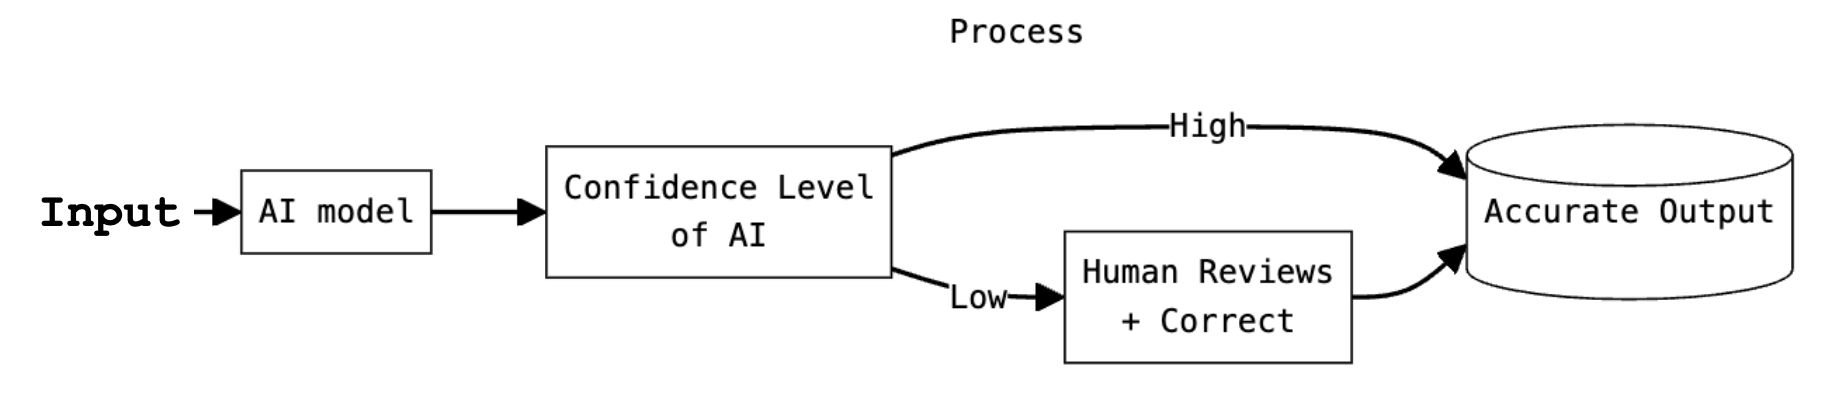 Process
Input
AI model
Confidence Level
of AI
High
Low
Human Reviews
+ Correct
Accurate Output